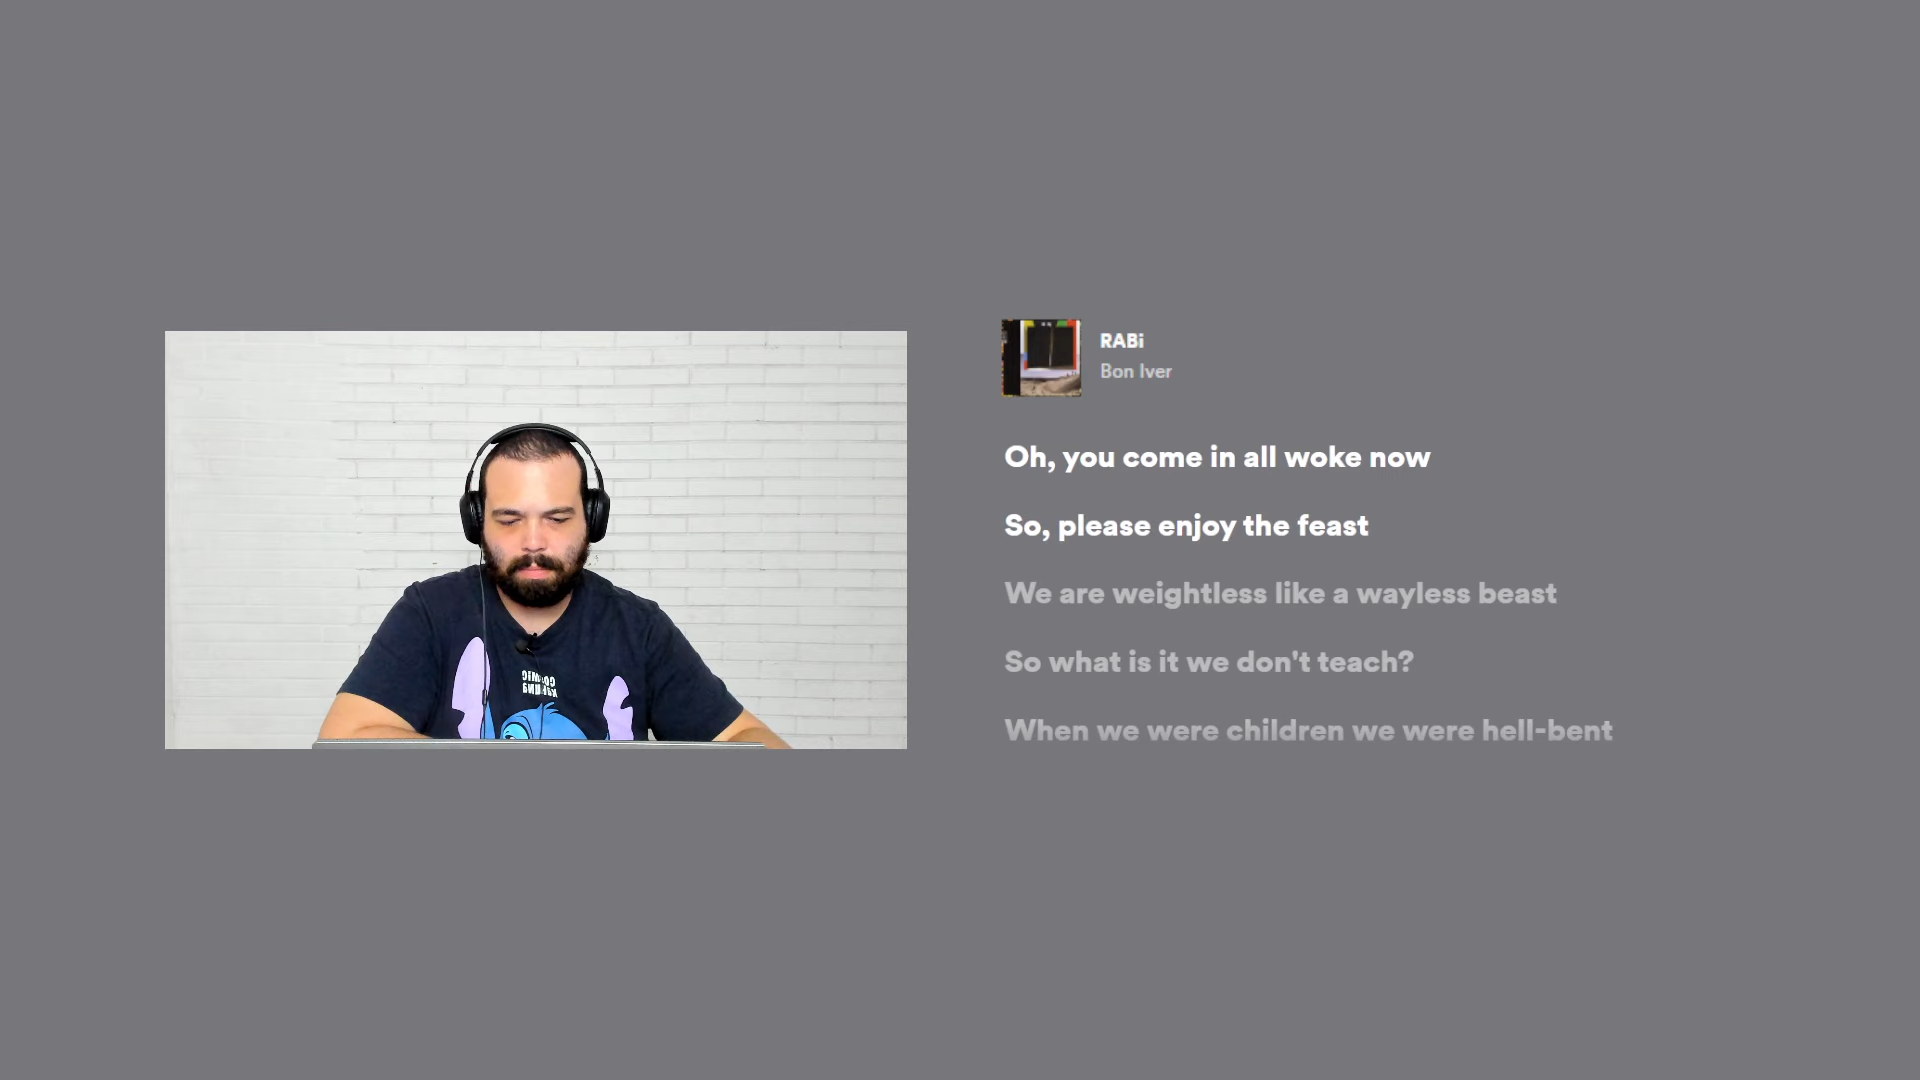 RABi
Bon Iver
Oh, you come in all woke now
So, please enjoy the feast
We are weightless like a wayless beast
So what is it we don't teach?
When we were children we were hell-bent